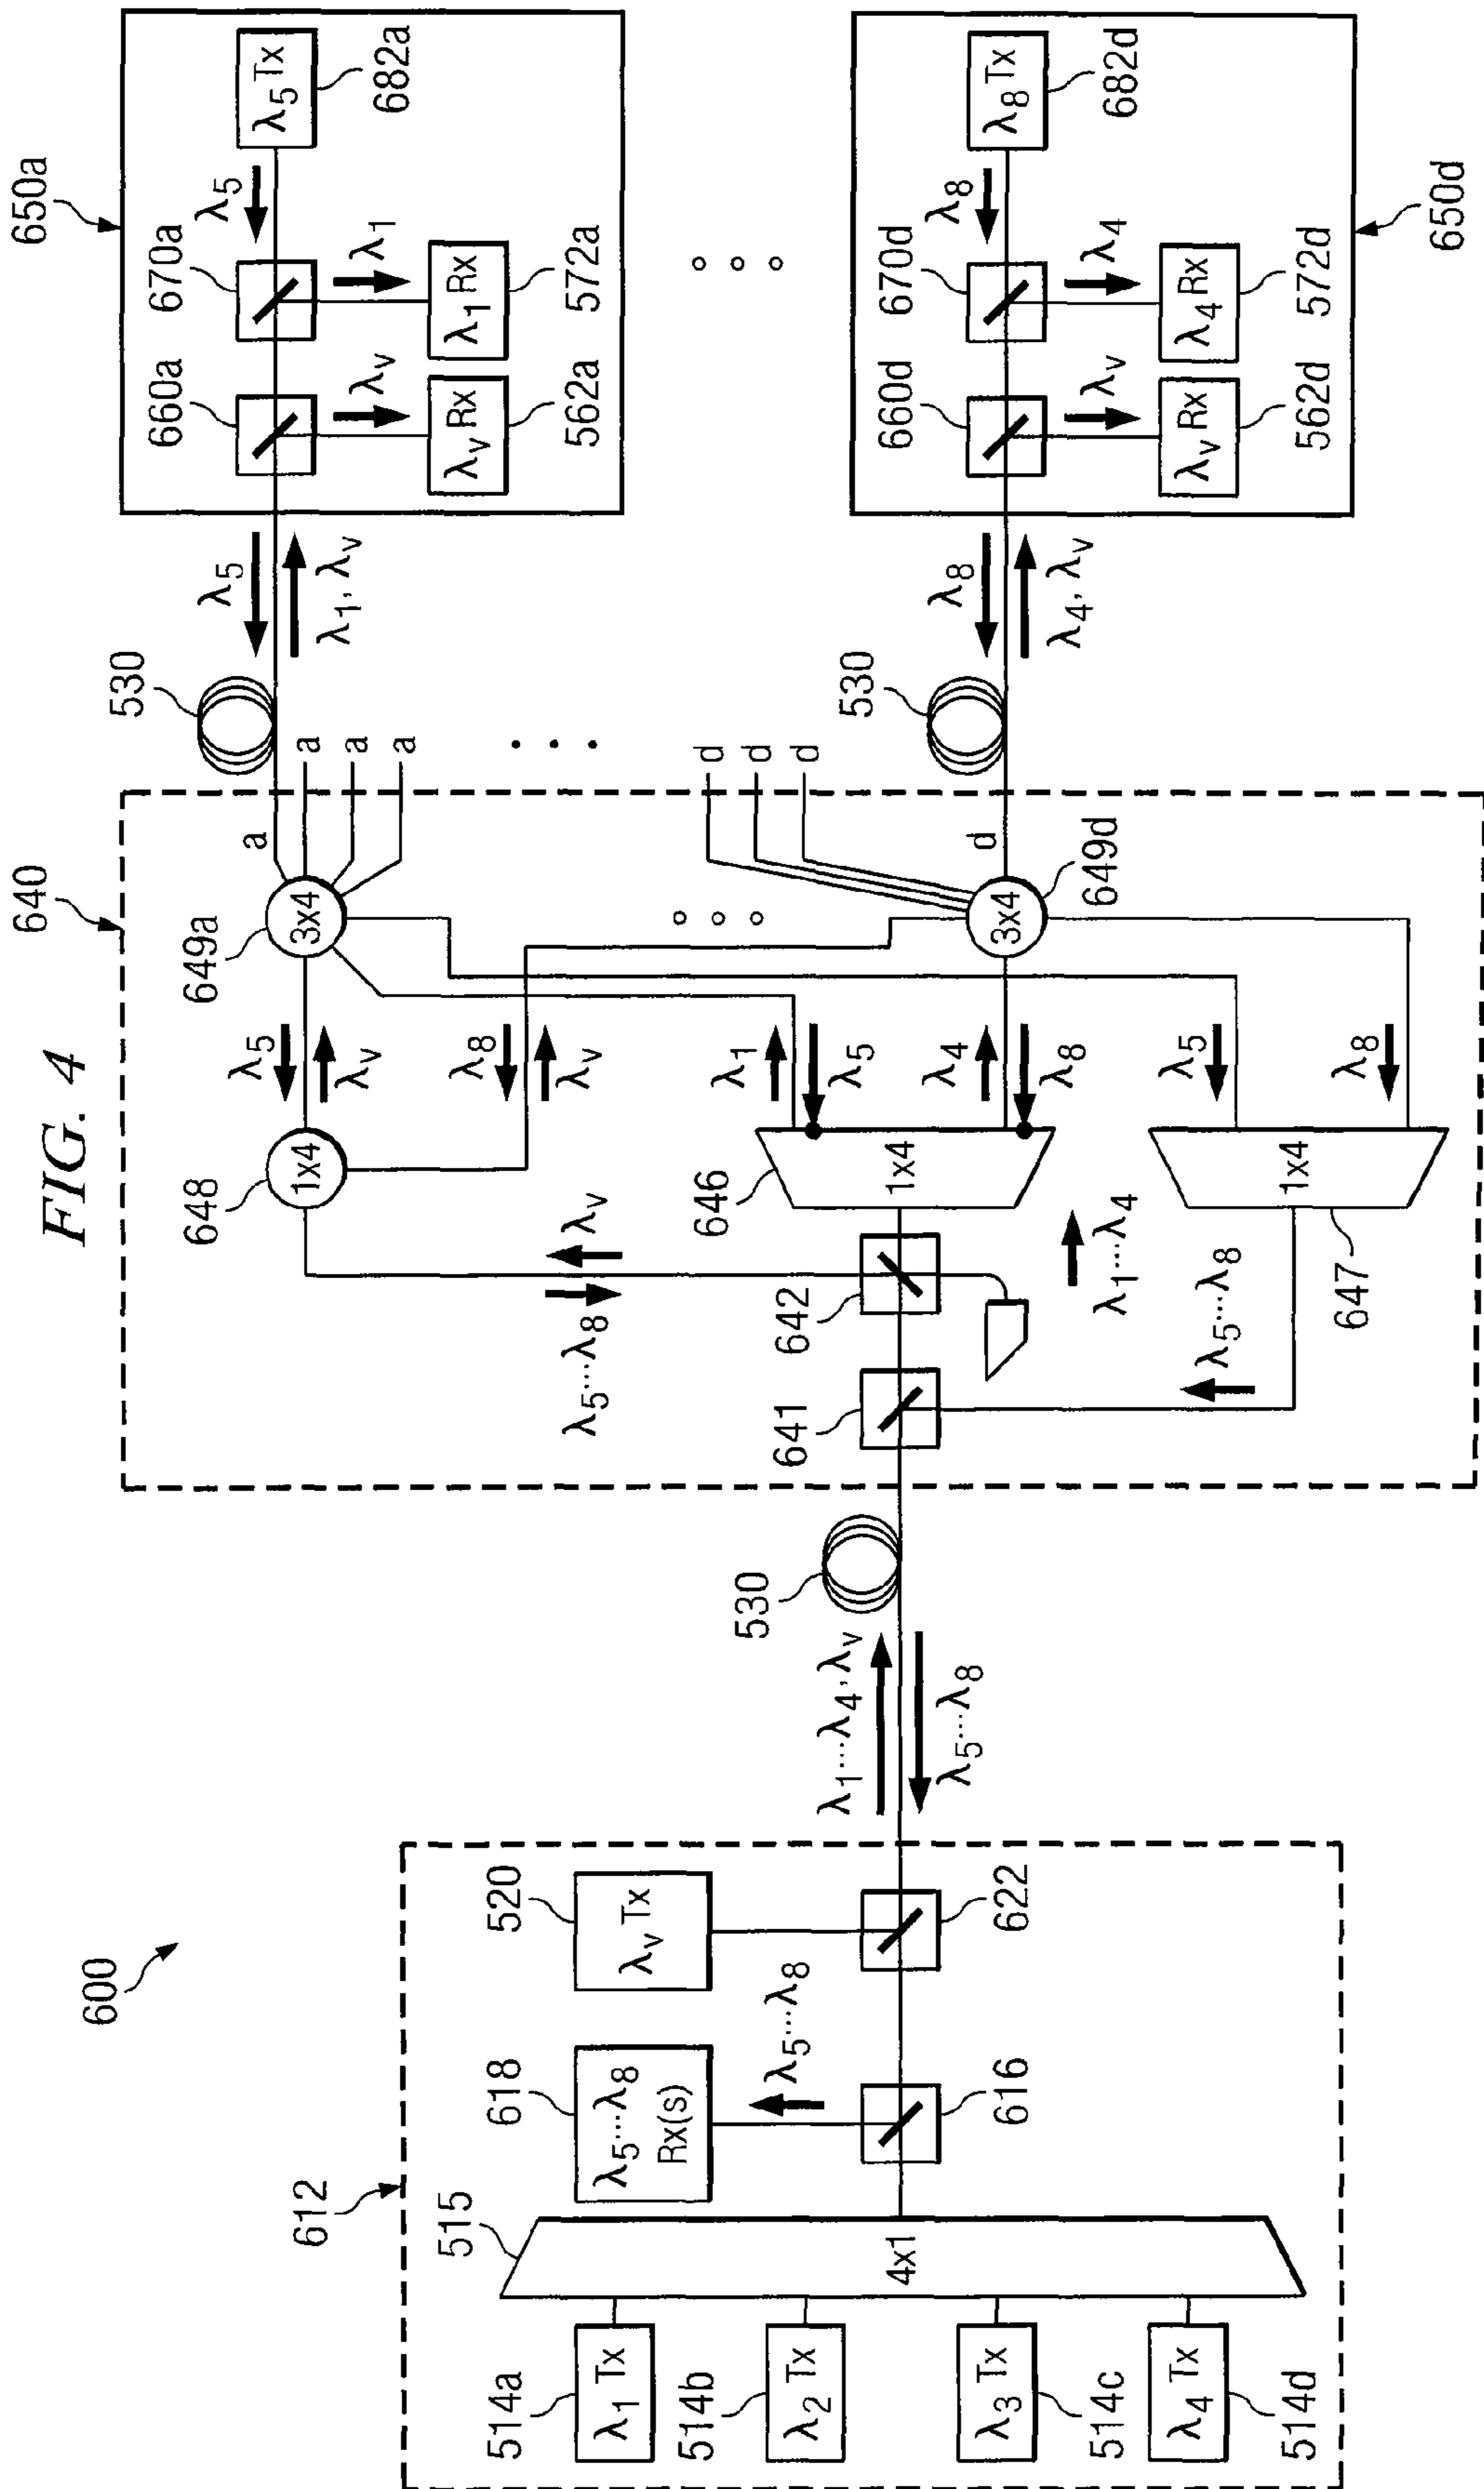 FIG. 4
600
612
514a
λ1 Tx
514b
λ2 Tx
λ3 Tx
514c
λ4 Tx
514d
515
4x1
618
λ5...λ8
Rx(s)
λ5...λ8
616
520
λv Tx
622
λ1...λ4, λv
λ5...λ8
530
640
641
642
λ5...λ8
λv
λ1...λ4
λ5...λ8
647
648
1x4
646
1x4
1x4
λ5
λv
λ8
λv
λ1
λ5
λ4
λ8
λ5
λ8
649a
3x4
3x4
649d
a
a
a
a
d
d
d
d
530
530
λ5
λ1, λv
λ8
λ4, λv
650a
660a
670a
λ5
λ5 Tx
682a
λv
λ1
λv Rx
λ1 Rx
562a
572a
650d
660d
670d
λ8
λ8 Tx
682d
λv
λ4
λv Rx
λ4 Rx
562d
572d